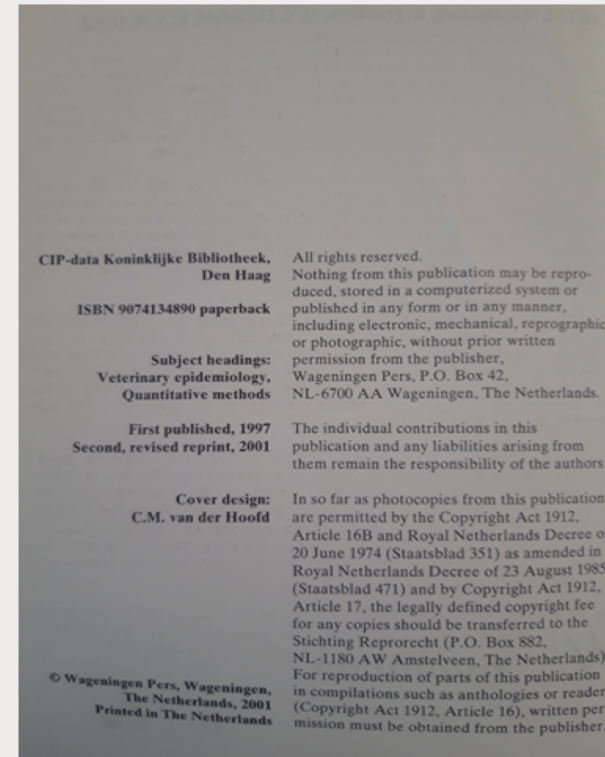 CIP-data Koninklijke Bibliotheek,
Den Haag
ISBN 9074134890 paperback
Subject headings:
Veterinary epidemiology,
Quantitative methods
First published, 1997
Second, revised reprint, 2001
Cover design:
C.M. van der Hoofd
© Wageningen Pers, Wageningen,
The Netherlands, 2001
Printed in The Netherlands
All rights reserved.
Nothing from this publication may be repro-
duced, stored in a computerized system or
published in any form or in any manner,
including electronic, mechanical, reprographic
or photographic, without prior written
permission from the publisher,
Wageningen Pers, P.O. Box 42,
NL-6700 AA Wageningen, The Netherlands.
The individual contributions in this
publication and any liabilities arising from
them remain the responsibility of the authors.
In so far as photocopies from this publication
are permitted by the Copyright Act 1912,
Article 16B and Royal Netherlands Decree o
20 June 1974 (Staatsblad 351) as amended in
Royal Netherlands Decree of 23 August 1985
(Staatsblad 471) and by Copyright Act 1912,
Article 17, the legally defined copyright fee
for any copies should be transferred to the
Stichting Reprorecht (P.O. Box 882,
NL-1180 AW Amstelveen, The Netherlands)
For reproduction of parts of this publication
in compilations such as anthologies or reader
(Copyright Act 1912, Article 16), written per
mission must be obtained from the publisher.